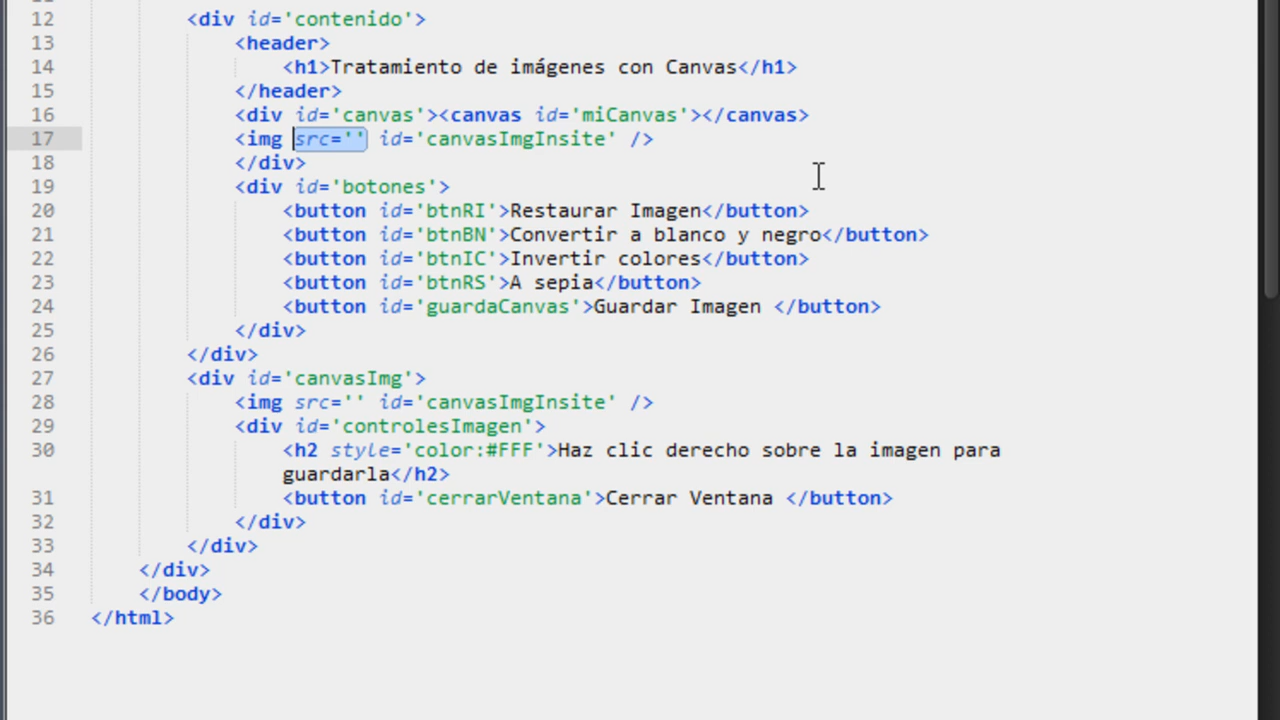 12 <div id='contenido'>
13 <header>
14 <h1>Tratamiento de imágenes con Canvas</h1>
15 </header>
16 <div id='canvas'><canvas id='miCanvas'></canvas>
17 <img src='' id='canvasImgInsite' />
18 </div>
19 <div id='botones'>
20 <button id='btnRI'>Restaurar Imagen</button>
21 <button id='btnBN'>Convertir a blanco y negro</button>
22 <button id='btnIC'>Invertir colores</button>
23 <button id='btnRS'>A sepia</button>
24 <button id='guardaCanvas'>Guardar Imagen </button>
25 </div>
26 </div>
27 <div id='canvasImg'>
28 <img src='' id='canvasImgInsite' />
29 <div id='controlesImagen'>
30 <h2 style='color:#FFF'>Haz clic derecho sobre la imagen para
guardarla</h2>
31 <button id='cerrarVentana'>Cerrar Ventana </button>
32 </div>
33 </div>
34 </div>
35 </body>
36 </html>